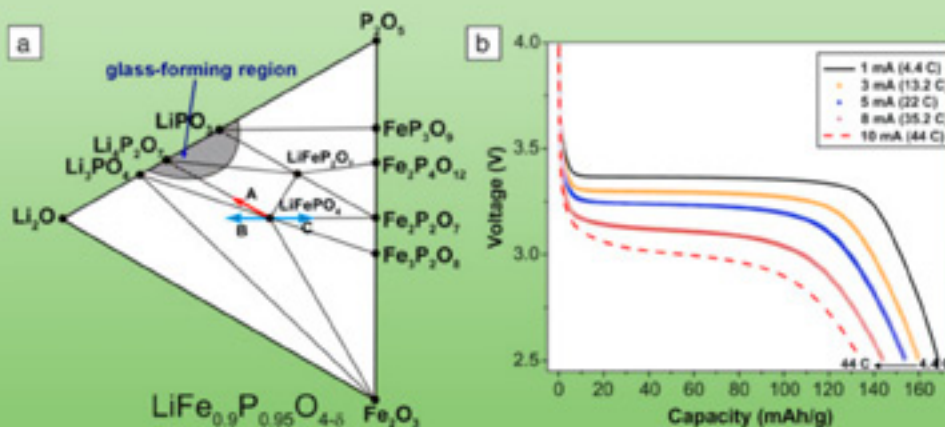 a
P₂O₅
glass-forming region
LiPO₃
FeP₃O₉
Li₄P₂O₇
LiFeP₂O₇
Fe₂P₄O₁₂
Li₃PO₄
A
LiFePO₄
Li₂O
B
C
Fe₂P₂O₇
Fe₃P₂O₈
LiFe₀.₉P₀.₉₅O₄₋δ
Fe₂O₃
b
4.0
3.5
3.0
2.5
Voltage (V)
1 mA (4.4 C)
3 mA (13.2 C)
5 mA (22 C)
8 mA (35.2 C)
10 mA (44 C)
44 C
4.4
0 20 40 60 80 100 120 140 160
Capacity (mAh/g)